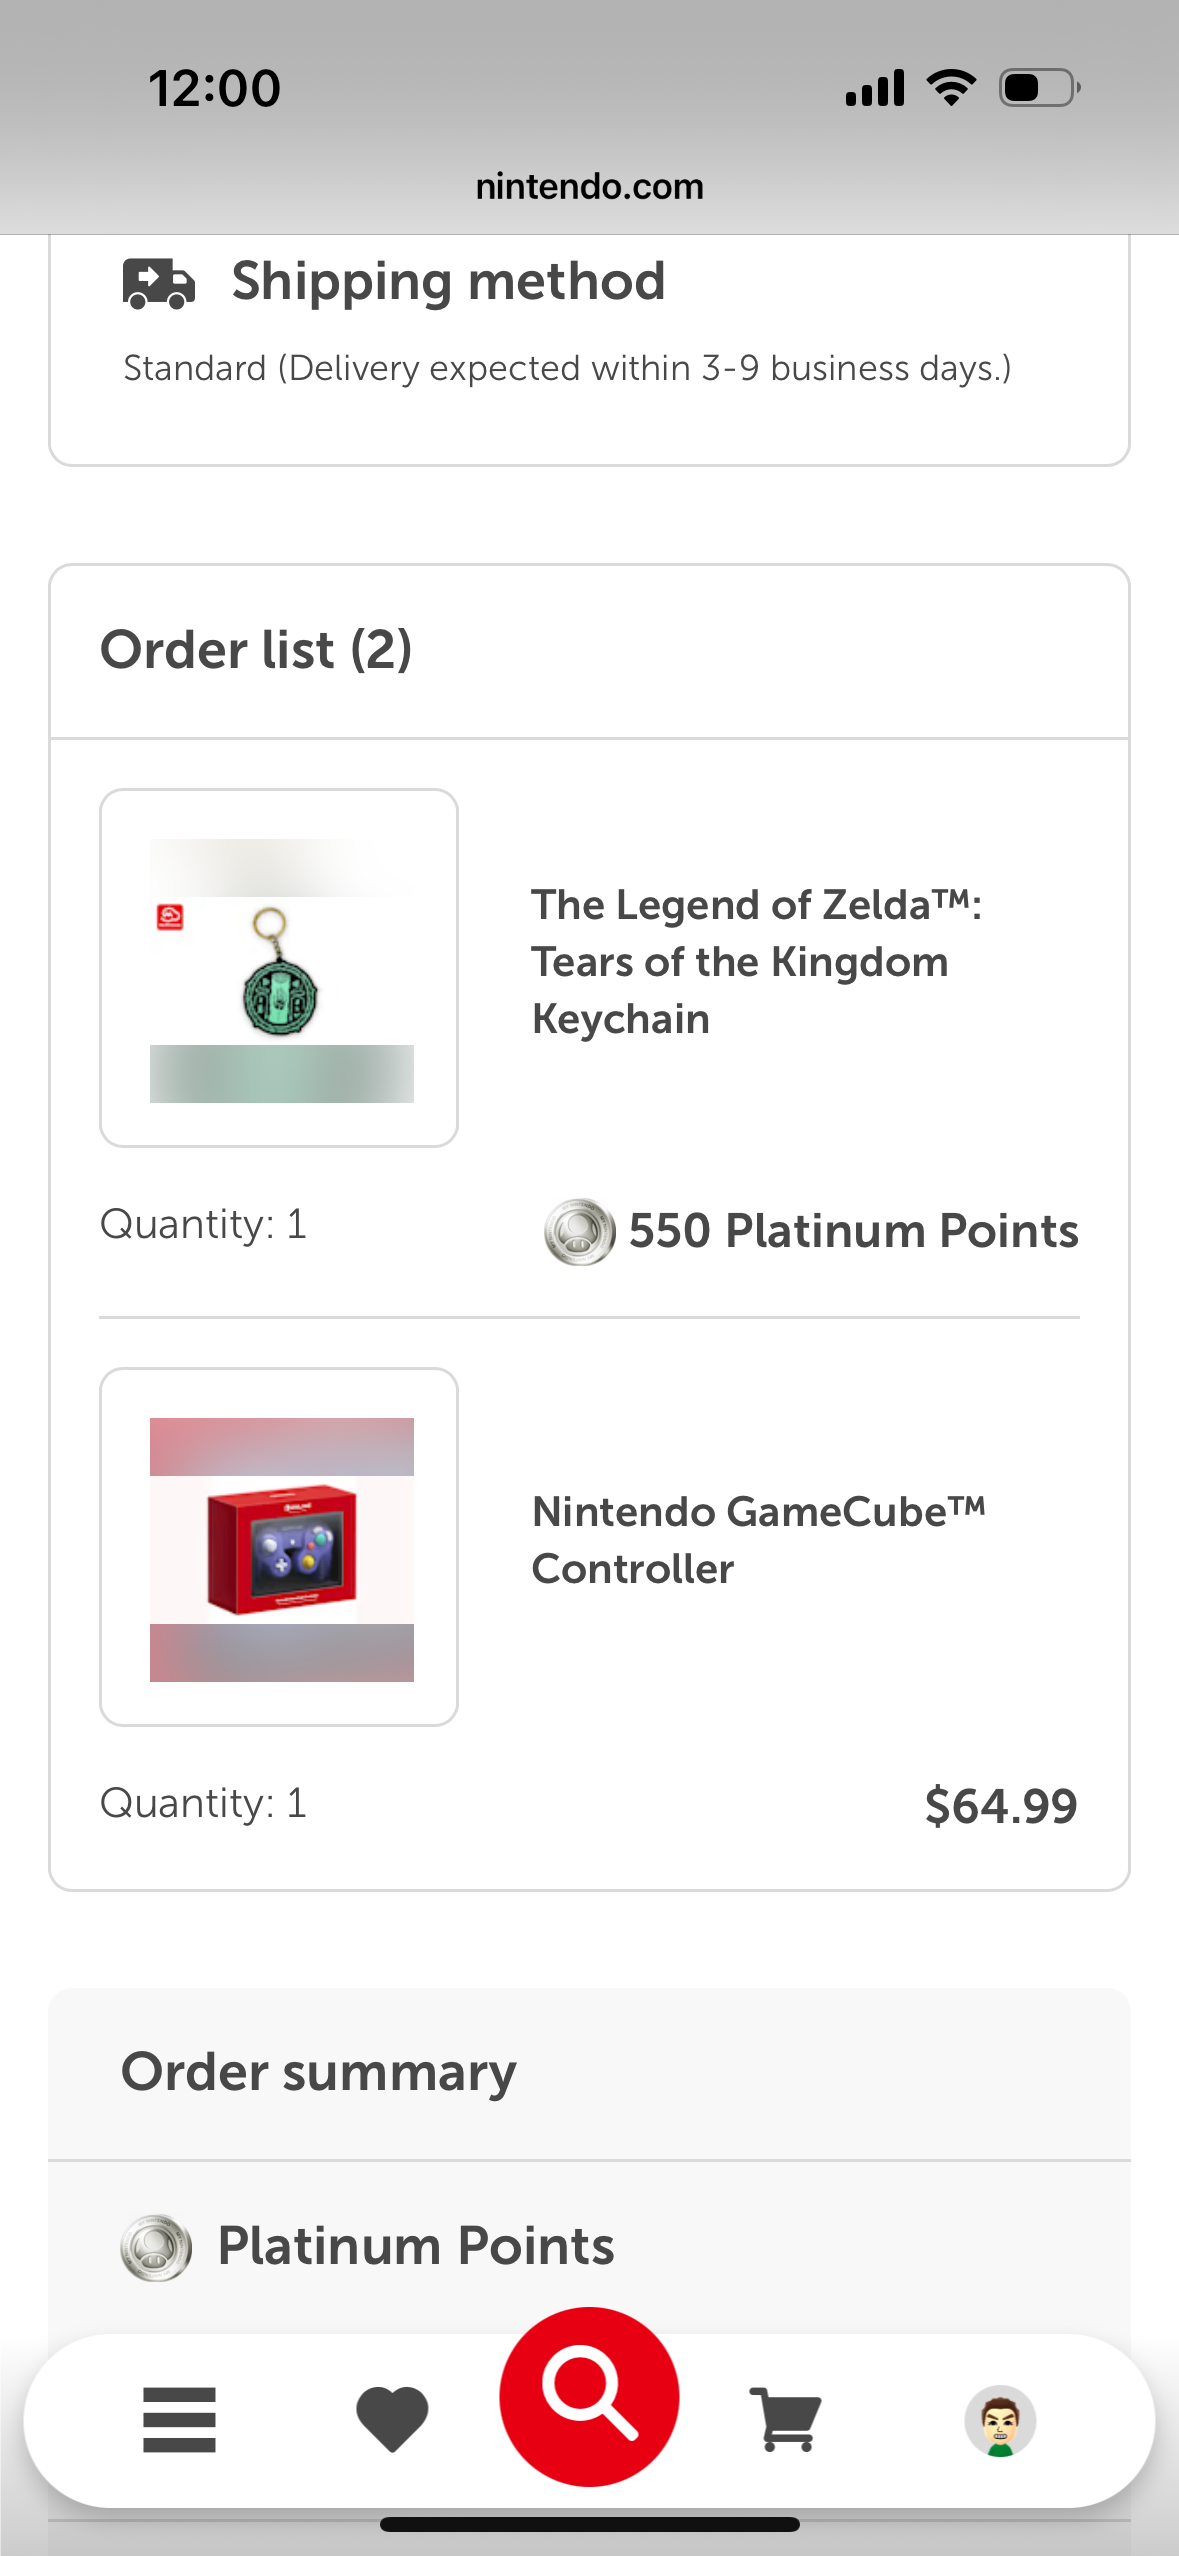 12:00
nintendo.com
Shipping method
Standard (Delivery expected within 3-9 business days.)
Order list (2)
The Legend of Zelda™:
Tears of the Kingdom
Keychain
Quantity: 1
550 Platinum Points
Nintendo GameCube™
Controller
Quantity: 1
$64.99
Order summary
Platinum Points